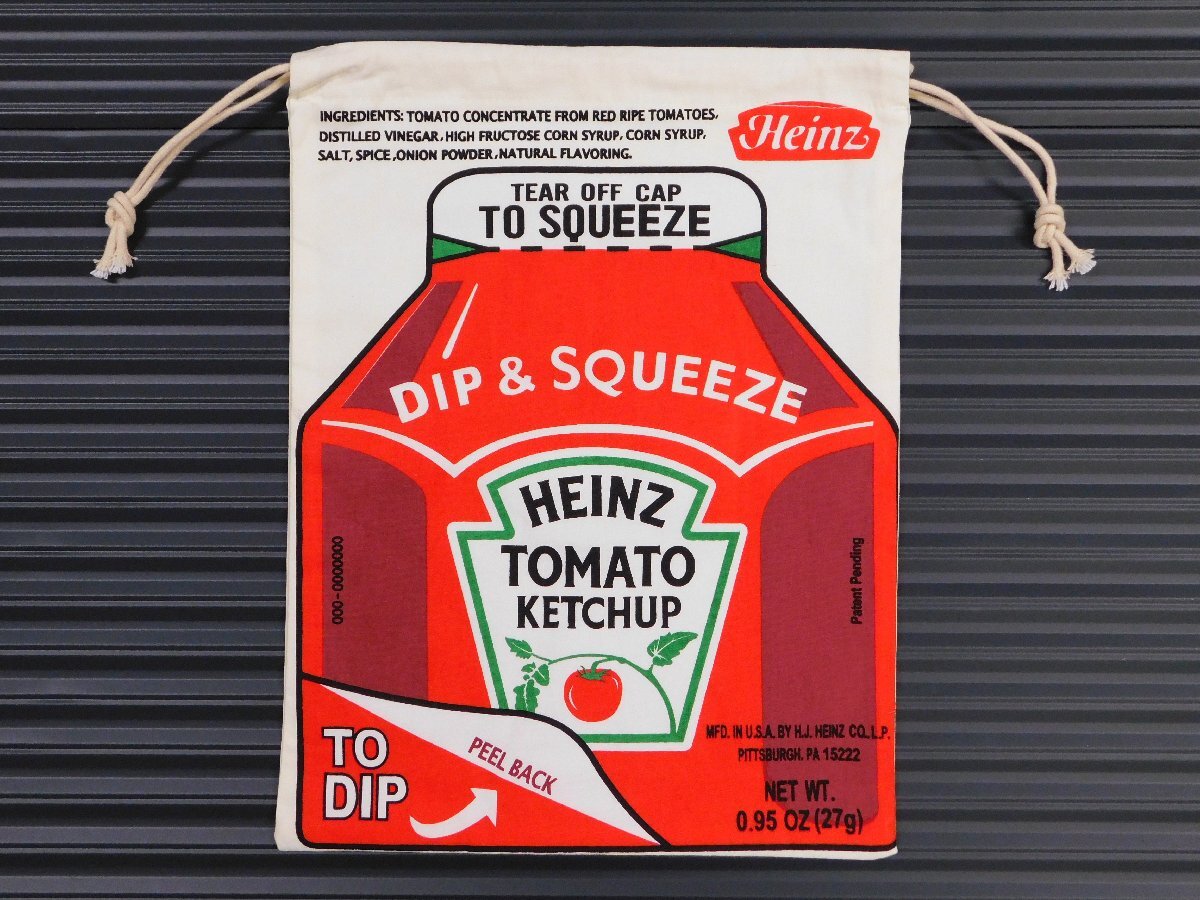 INGREDIENTS: TOMATO CONCENTRATE FROM RED RIPE TOMATOES,
DISTILLED VINEGAR, HIGH FRUCTOSE CORN SYRUP, CORN SYRUP,
SALT, SPICE ,ONION POWDER ,NATURAL FLAVORING.
Heinz
TEAR OFF CAP
TO SQUEEZE
DIP & SQUEEZE
HEINZ
TOMATO
KETCHUP
000-0000000
Patent Pending
TO
DIP
PEEL BACK
MFD. IN U.S.A. BY H.J. HEINZ CO., L.P.
PITTSBURGH, PA 15222
NET WT.
0.95 OZ (27g)